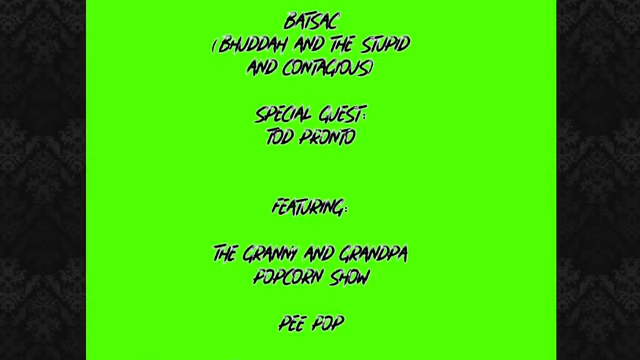 BATSAC
(BHUDDAH AND THE STUPID
AND CONTAGIOUS)
SPECIAL GUEST:
TOD PRONTO
FEATURING:
THE GRANNY AND GRANDPA
POPCORN SHOW
PEE POP